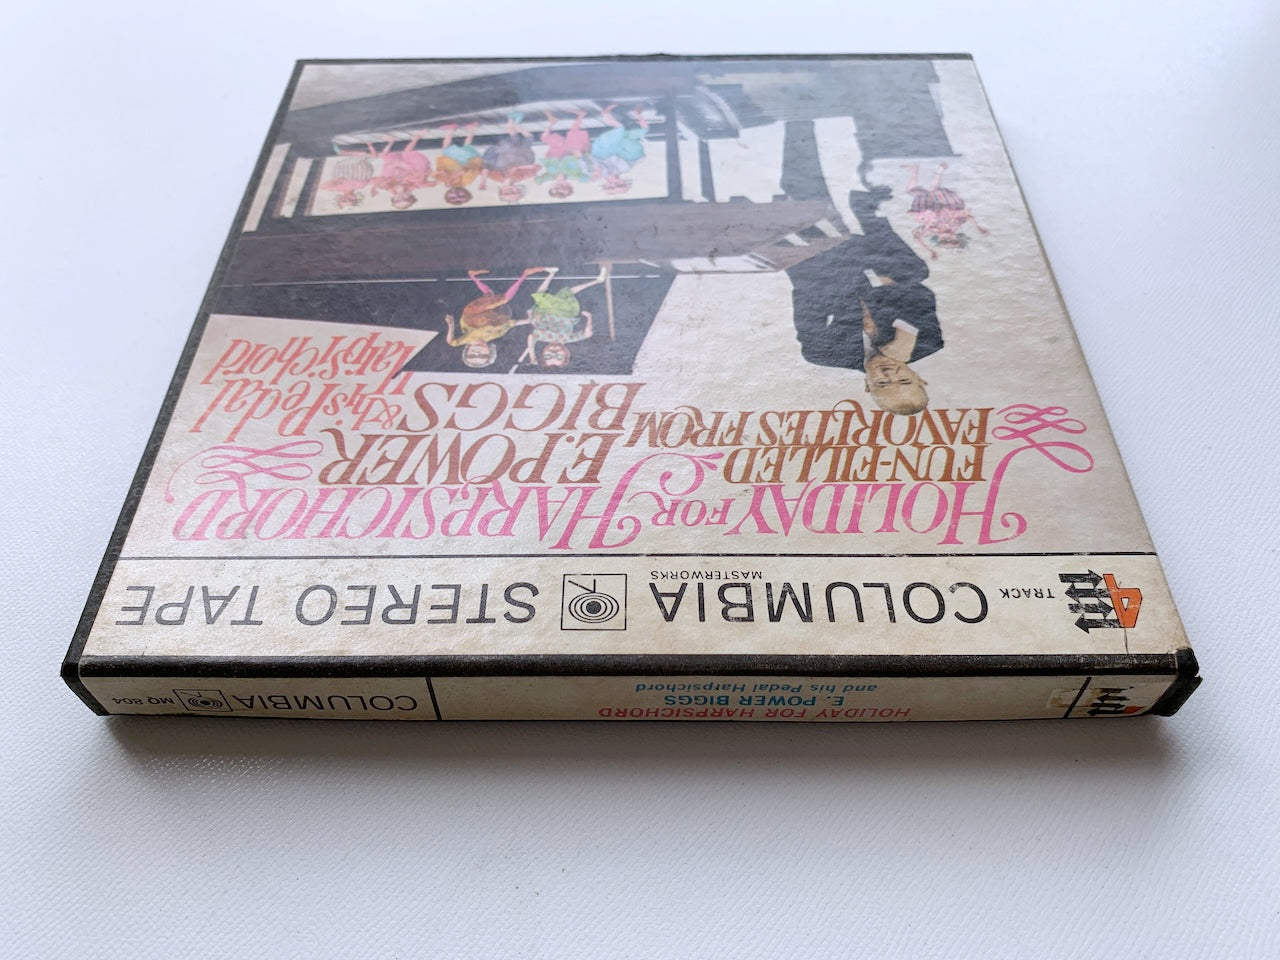 4 TRACK
COLUMBIA
MASTERWORKS
STEREO TAPE
HOLIDAY FOR HARPSICHORD
FUN-FILLED
FAVORITES FROM
E. POWER
BIGGS
& his Pedal
Harpsichord
HOLIDAY FOR HARPSICHORD
E. POWER BIGGS
and his Pedal Harpsichord
COLUMBIA
MQ 804